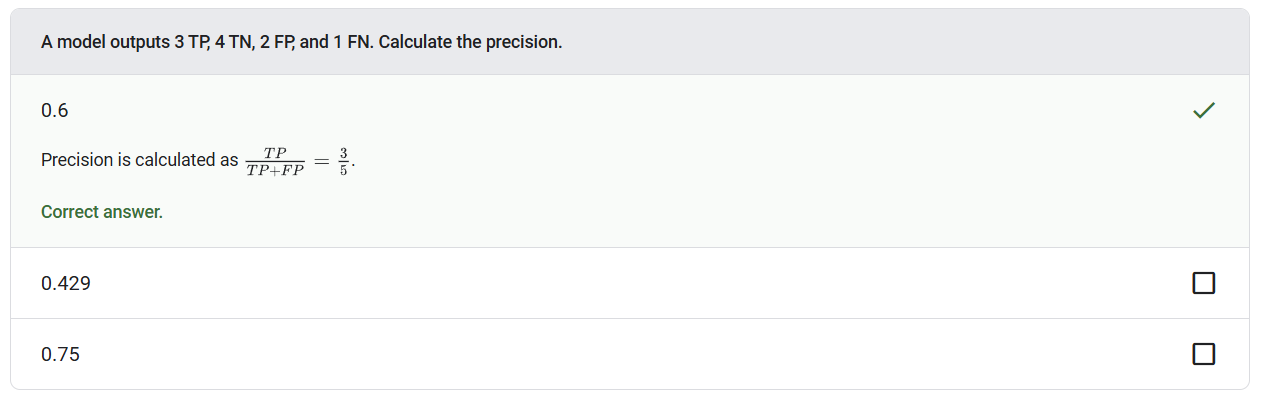 A model outputs 3 TP, 4 TN, 2 FP, and 1 FN. Calculate the precision.
0.6
Precision is calculated as TP/TP+FP = 3/5.
Correct answer.
0.429
0.75